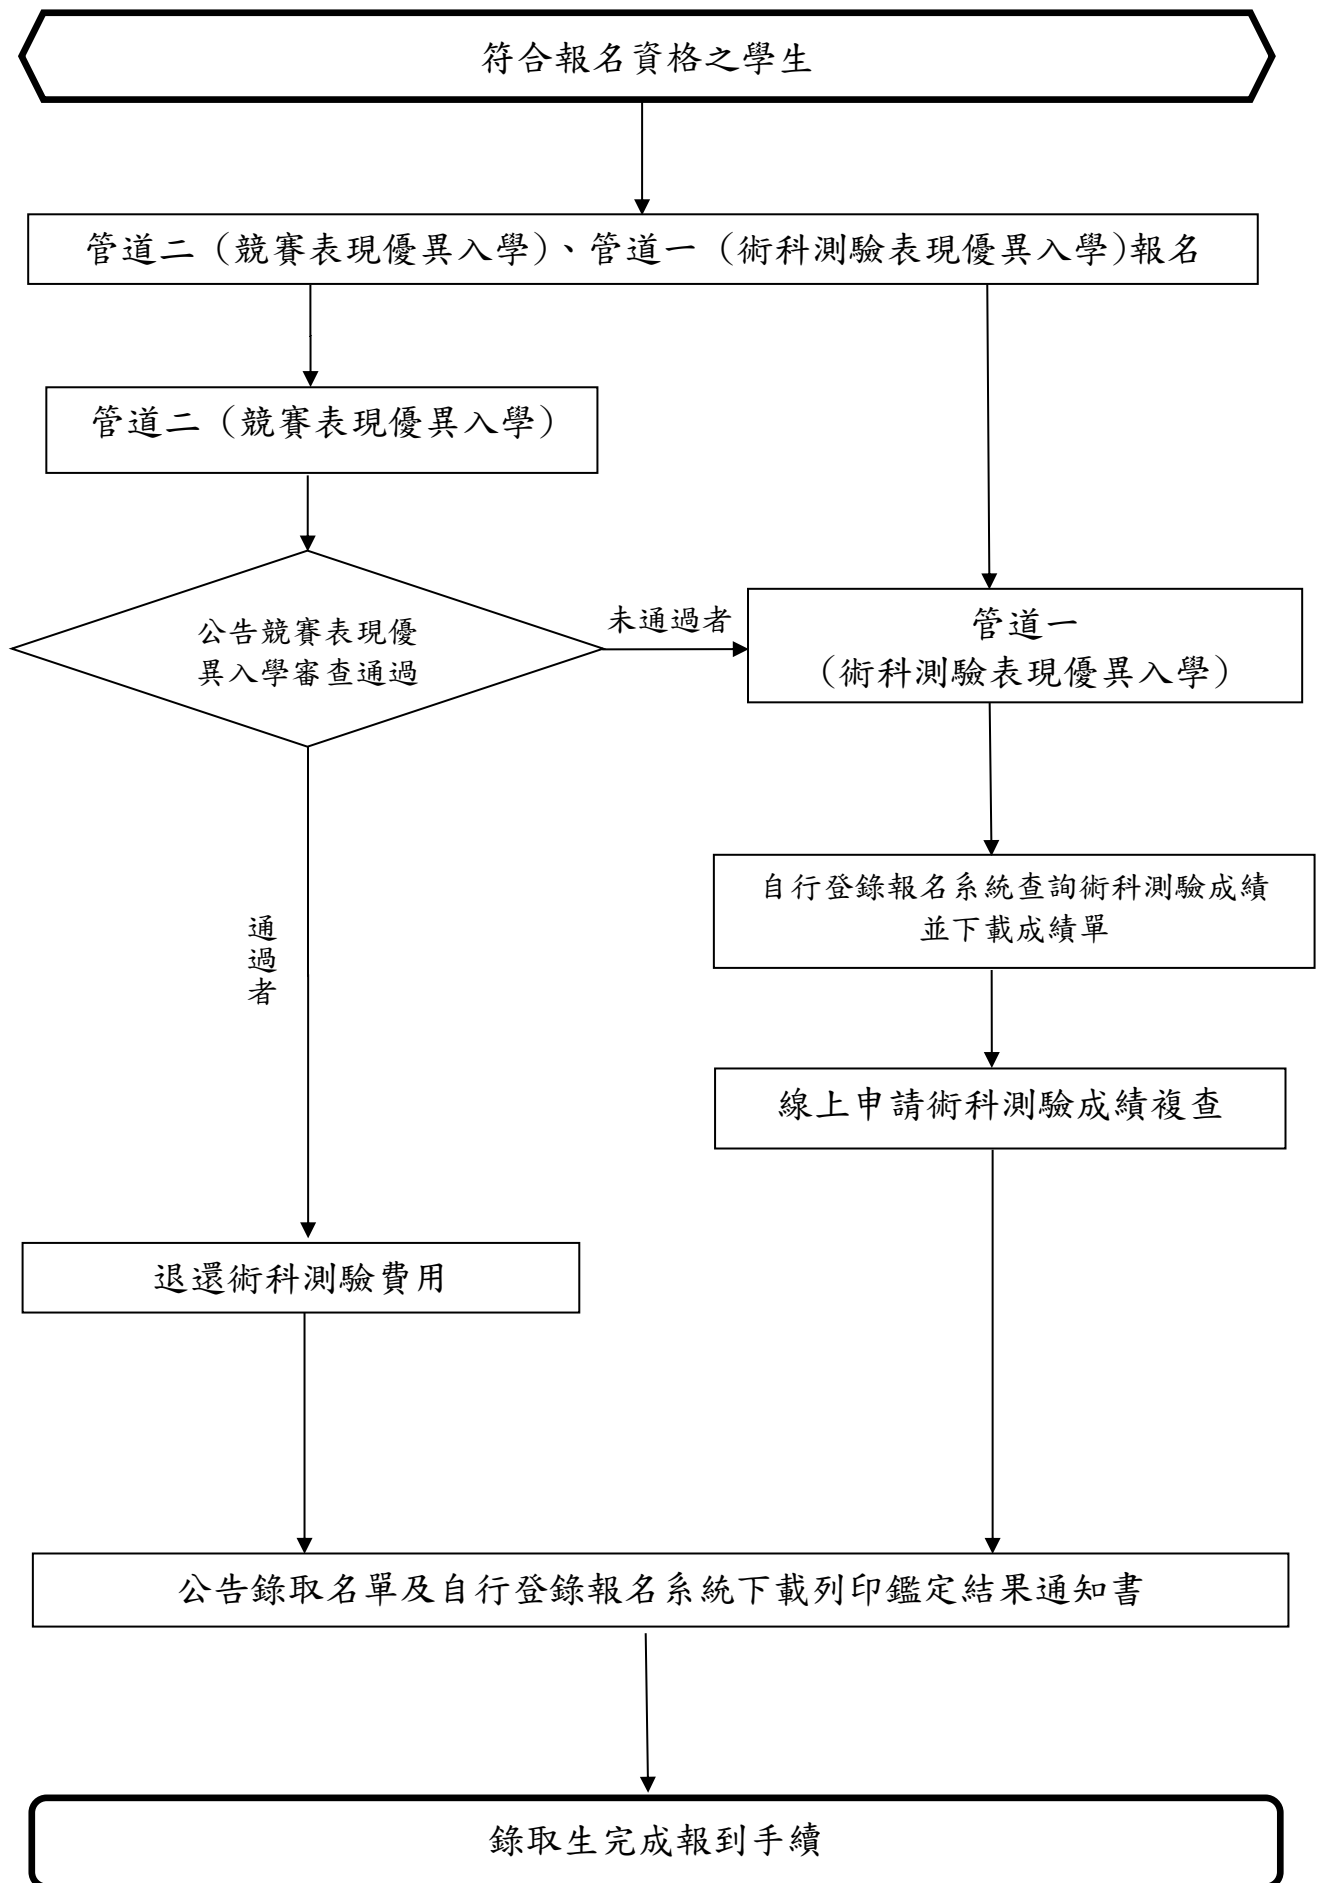 符合報名資格之學生
管道二（競賽表現優異入學）、管道一（術科測驗表現優異入學）報名
管道二（競賽表現優異入學）
公告競賽表現優
異入學審查通過
未通過者
管道一
（術科測驗表現優異入學）
自行登錄報名系統查詢術科測驗成績
並下載成績單
通過者
線上申請術科測驗成績複查
退還術科測驗費用
公告錄取名單及自行登錄報名系統下載列印鑑定結果通知書
錄取生完成報到手續